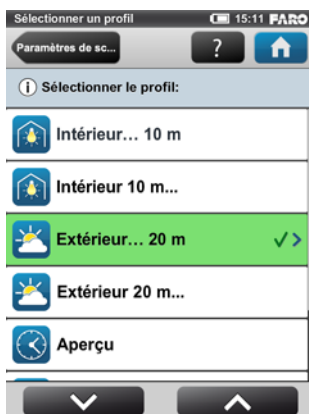 Sélectionner un profil 15:11 FARO
Paramètres de sc... ?
i Sélectionner le profil:
Intérieur... 10 m
Intérieur 10 m...
Extérieur... 20 m
Extérieur 20 m...
Aperçu